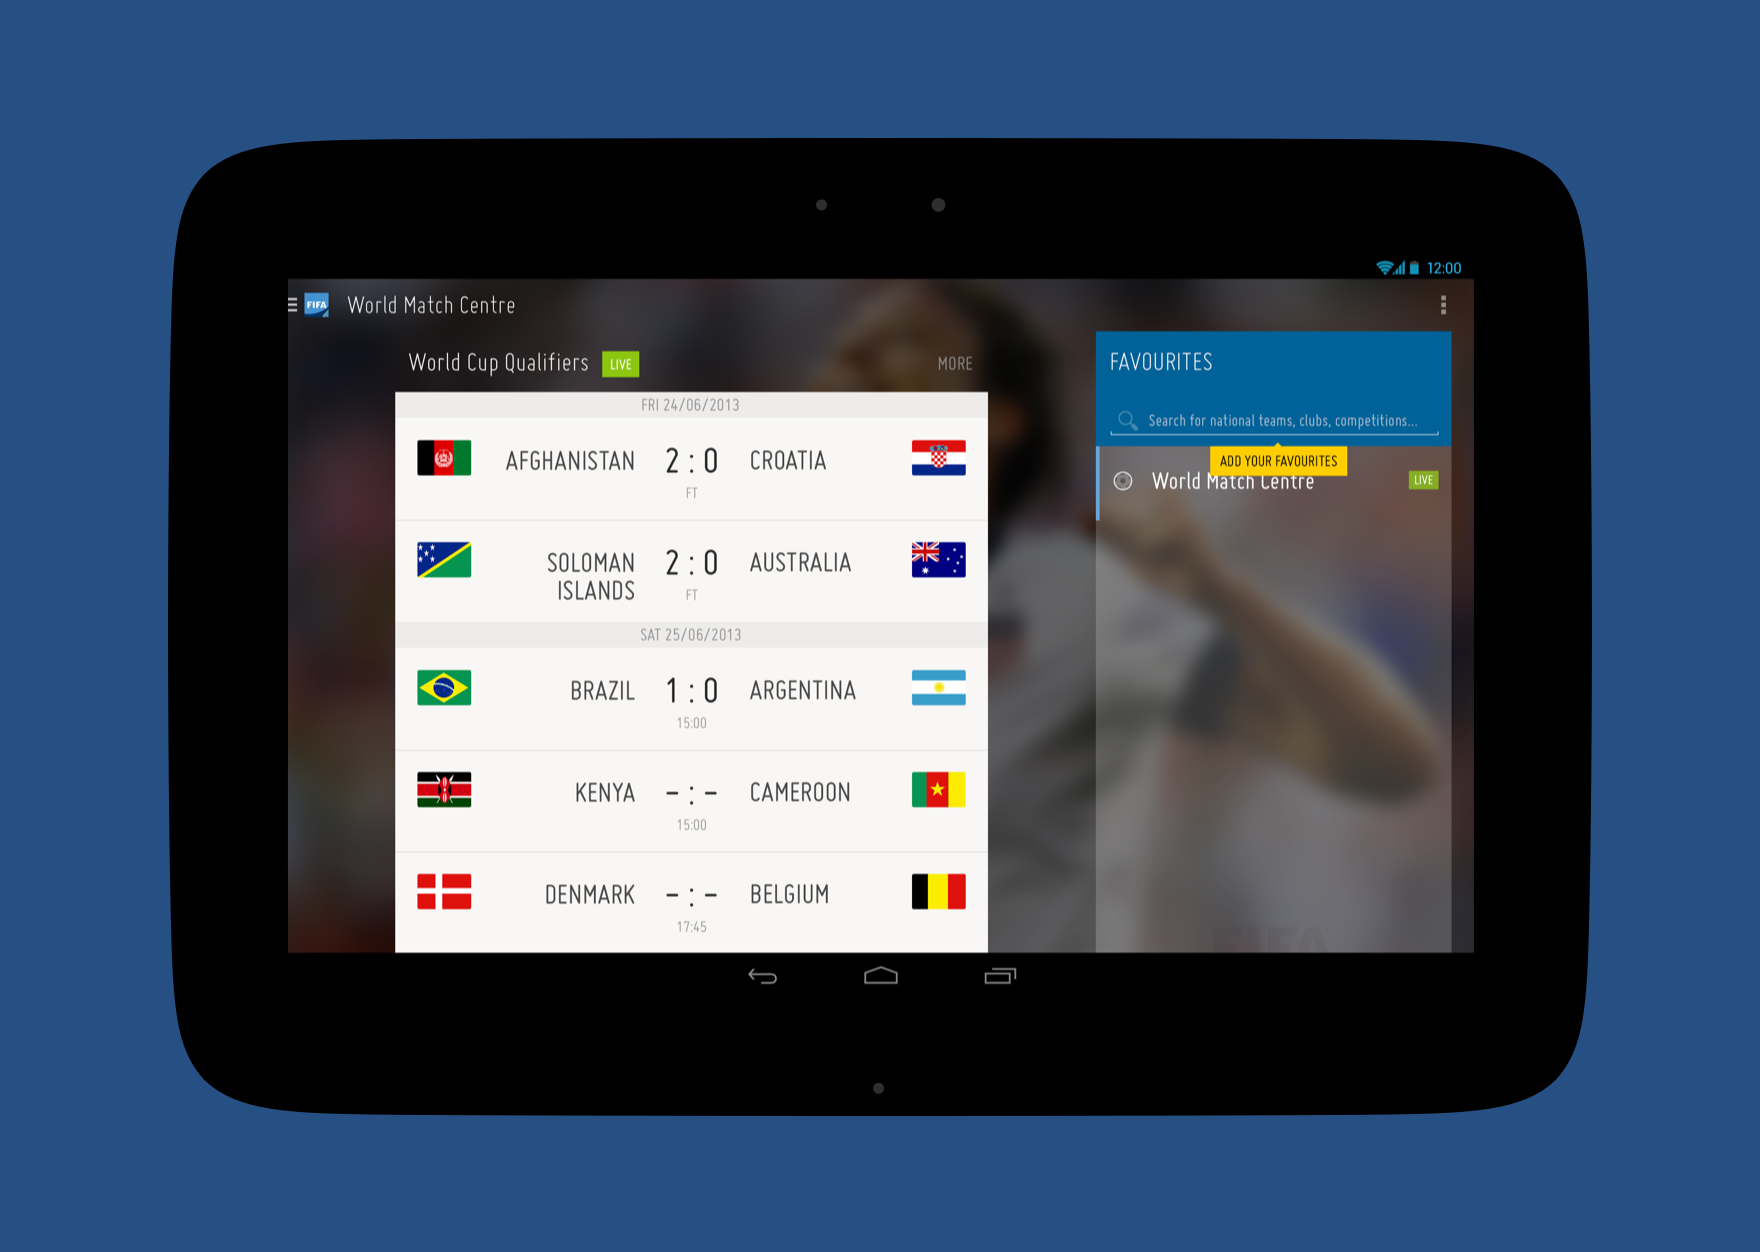 12:00
FIFA
World Match Centre
World Cup Qualifiers
LIVE
MORE
FRI 24/06/2013
AFGHANISTAN
2 : 0
CROATIA
FT
SOLOMAN
ISLANDS
2 : 0
AUSTRALIA
FT
SAT 25/06/2013
BRAZIL
1 : 0
ARGENTINA
15:00
KENYA
- : -
CAMEROON
15:00
DENMARK
- : -
BELGIUM
17:45
FAVOURITES
Search for national teams, clubs, competitions...
ADD YOUR FAVOURITES
World Match Centre
LIVE
FIFA